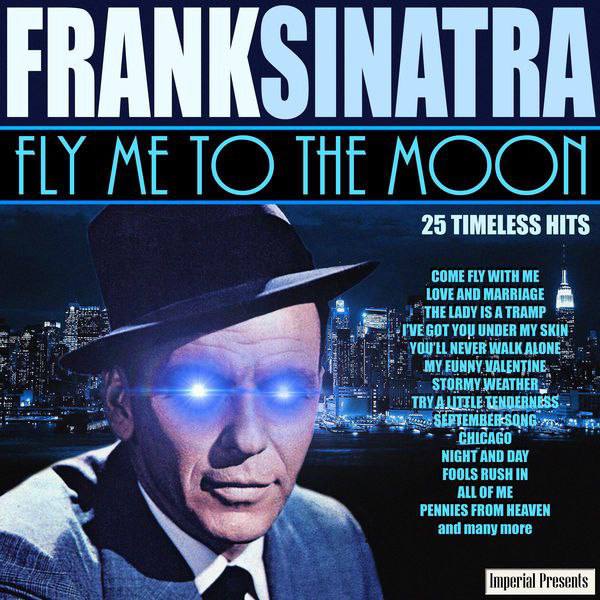 FRANKSINATRA
FLY ME TO THE MOON
25 TIMELESS HITS
COME FLY WITH ME
LOVE AND MARRIAGE
THE LADY IS A TRAMP
I'VE GOT YOU UNDER MY SKIN
YOU'LL NEVER WALK ALONE
MY FUNNY VALENTINE
STORMY WEATHER
TRY A LITTLE TENDERNESS
SEPTEMBER SONG
CHICAGO
NIGHT AND DAY
FOOLS RUSH IN
ALL OF ME
PENNIES FROM HEAVEN
and many more
Imperial Presents